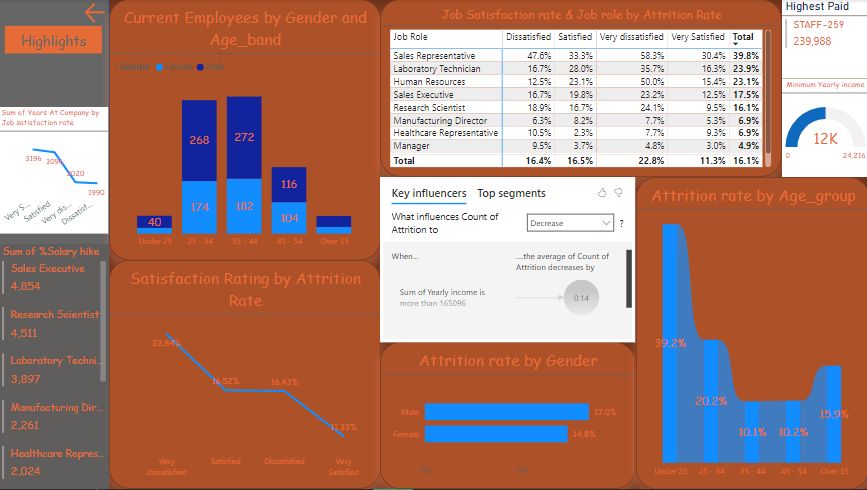 Highlights
Sum of Years At Company by
Job satisfaction rate
3196
3096
3020
1990
Very S...
Satisfied
Very dis...
Dissatist...
Sum of %Salary hike
Sales Executive
4,854
Research Scientist
4,511
Laboratory Techni...
3,897
Manufacturing Dir...
2,261
Healthcare Repres...
2,024
Current Employees by Gender and
Age_band
Gender Female Male
268
272
116
40
174
182
104
Under 25 25 - 34 35 - 44 45 - 54 Over 55
Satisfaction Rating by Attrition
Rate
22.84%
16.52%
16.43%
11.33%
Very
dissatisfied
Satisfied
Dissatisfied
Very
Satisfied
Job Satisfaction rate & Job role by Attrition Rate
Job Role Dissatisfied Satisfied Very dissatisfied Very Satisfied Total
Sales Representative 47.6% 33.3% 58.3% 30.4% 39.8%
Laboratory Technician 16.7% 28.0% 35.7% 16.3% 23.9%
Human Resources 12.5% 23.1% 50.0% 15.4% 23.1%
Sales Executive 16.7% 19.8% 23.2% 12.5% 17.5%
Research Scientist 18.9% 16.7% 24.1% 9.5% 16.1%
Manufacturing Director 6.3% 8.2% 7.7% 5.3% 6.9%
Healthcare Representative 10.5% 2.3% 7.7% 9.3% 6.9%
Manager 9.5% 3.7% 4.8% 3.0% 4.9%
Total 16.4% 16.5% 22.8% 11.3% 16.1%
Key influencers Top segments
What influences Count of
Attrition to
Decrease
?
When...
...the average of Count of
Attrition decreases by
Sum of Yearly income is
more than 165096
0.14
Attrition rate by Gender
Male 17.0%
Female 14.8%
0% 10%
Highest Paid
STAFF-259
239,988
Minimum Yearly income
12K
0 24,216
Attrition rate by Age_group
39.2%
20.2%
10.1%
10.2%
15.9%
Under 25 25 - 34 35 - 44 45 - 54 Over 55